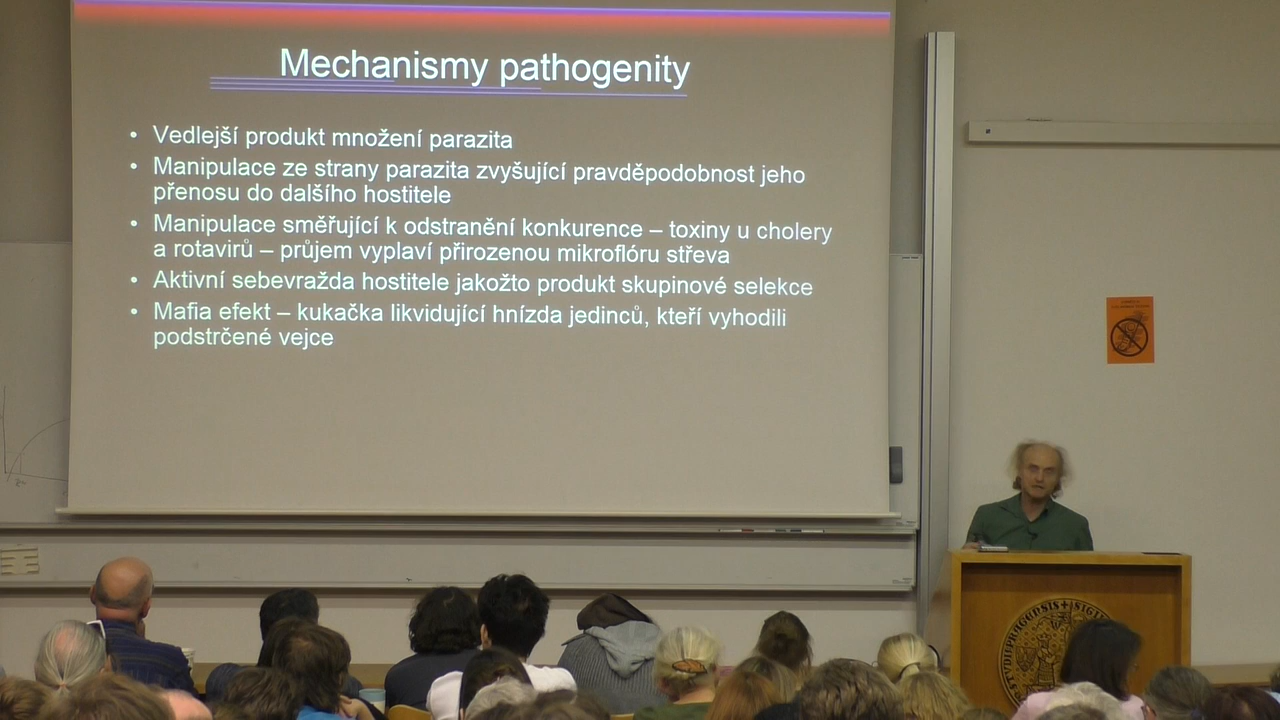 Mechanismy pathogenity
• Vedlejší produkt množení parazita
• Manipulace ze strany parazita zvyšující pravděpodobnost jeho
přenosu do dalšího hostitele
• Manipulace směřující k odstranění konkurence – toxiny u cholery
a rotavirů – průjem vyplaví přirozenou mikroflóru střeva
• Aktivní sebevražda hostitele jakožto produkt skupinové selekce
• Mafia efekt – kukačka likvidující hnízda jedinců, kteří vyhodili
podstrčené vejce